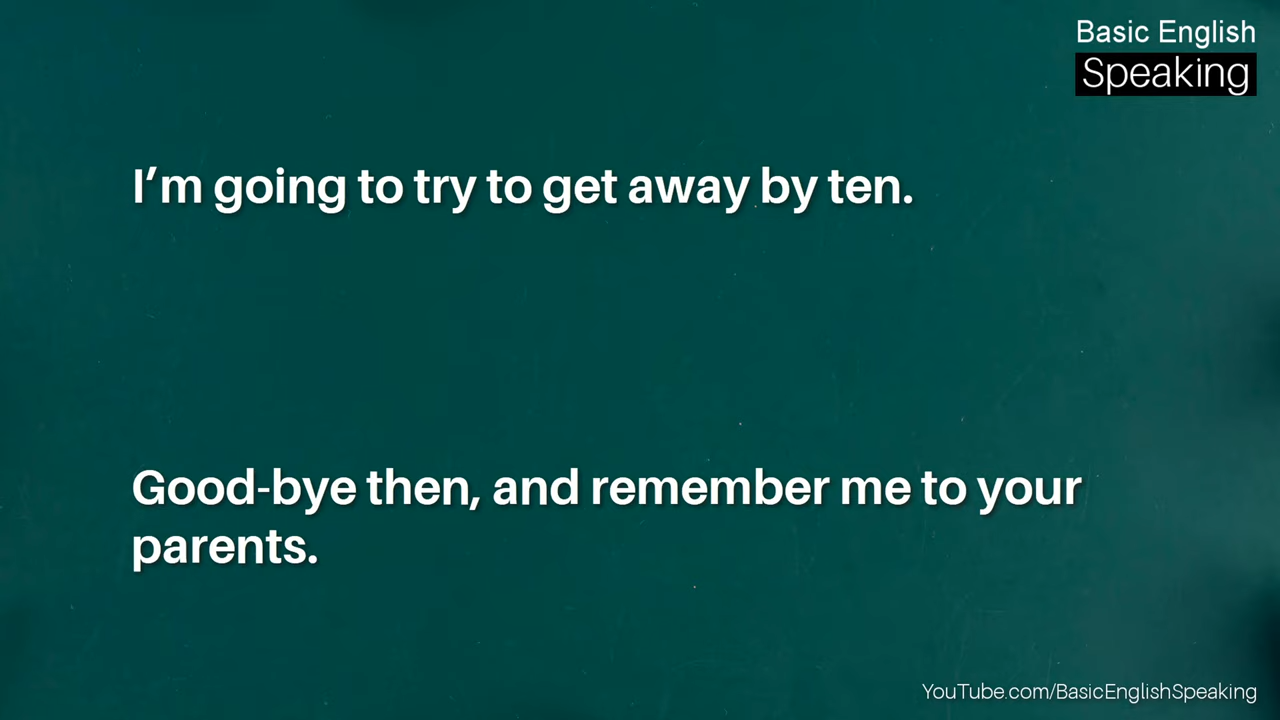 Basic English
Speaking
I’m going to try to get away by ten.
Good-bye then, and remember me to your
parents.
YouTube.com/BasicEnglishSpeaking